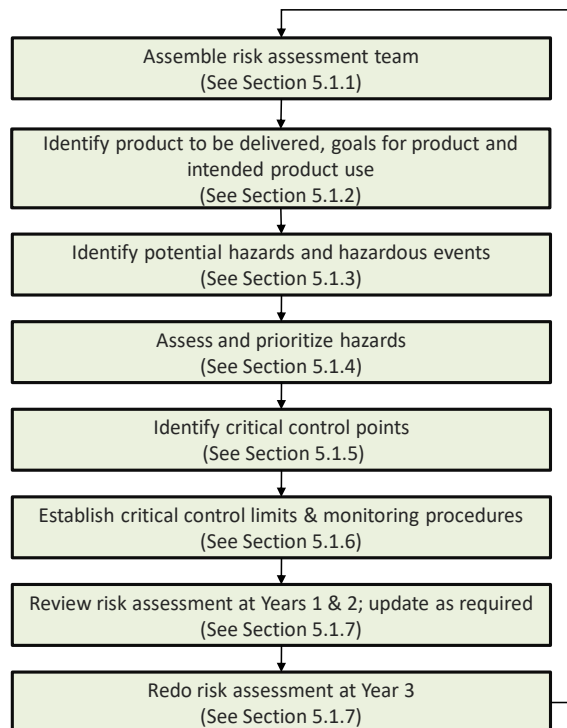 Assemble risk assessment team
(See Section 5.1.1)
Identify product to be delivered, goals for product and
intended product use
(See Section 5.1.2)
Identify potential hazards and hazardous events
(See Section 5.1.3)
Assess and prioritize hazards
(See Section 5.1.4)
Identify critical control points
(See Section 5.1.5)
Establish critical control limits & monitoring procedures
(See Section 5.1.6)
Review risk assessment at Years 1 & 2; update as required
(See Section 5.1.7)
Redo risk assessment at Year 3
(See Section 5.1.7)